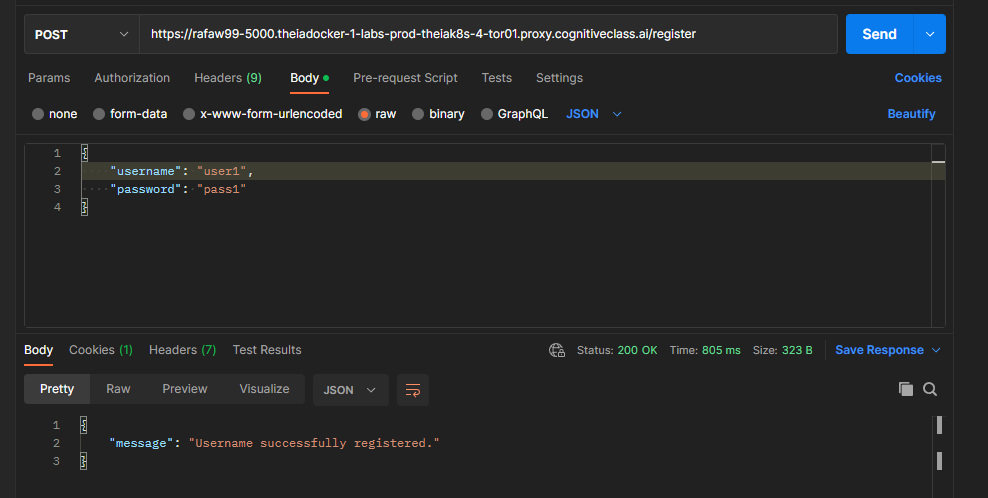 POST https://rafaw99-5000.theiadocker-1-labs-prod-theiak8s-4-tor01.proxy.cognitiveclass.ai/register Send
Params Authorization Headers (9) Body Pre-request Script Tests Settings Cookies
none form-data x-www-form-urlencoded raw binary GraphQL JSON Beautify
1 {
2 "username": "user1",
3 "password": "pass1"
4 }
Body Cookies (1) Headers (7) Test Results Status: 200 OK Time: 805 ms Size: 323 B Save Response
Pretty Raw Preview Visualize JSON
1 {
2 "message": "Username successfully registered."
3 }